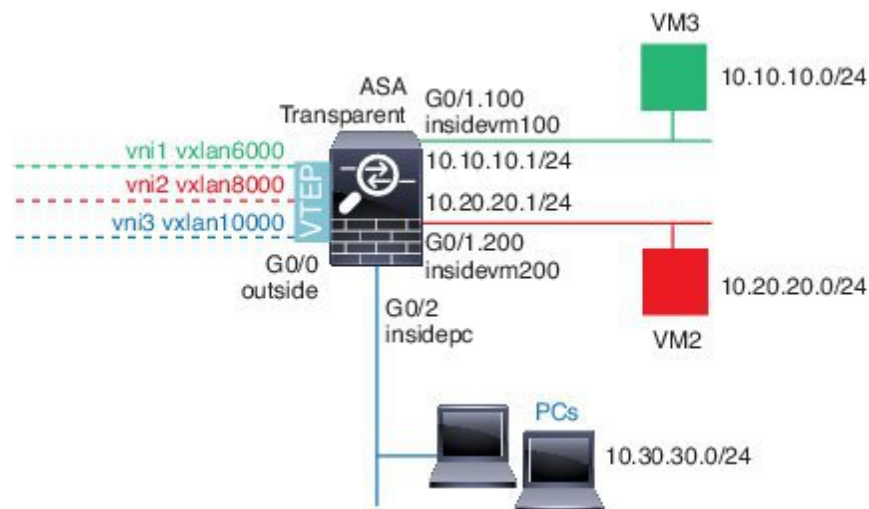 VM3
10.10.10.0/24
ASA
Transparent
G0/1.100
insidevm100
vni1 vxlan6000
10.10.10.1/24
vni2 vxlan8000
VTEP
10.20.20.1/24
vni3 vxlan10000
G0/1.200
insidevm200
G0/0
outside
10.20.20.0/24
G0/2
insidepc
VM2
PCs
10.30.30.0/24